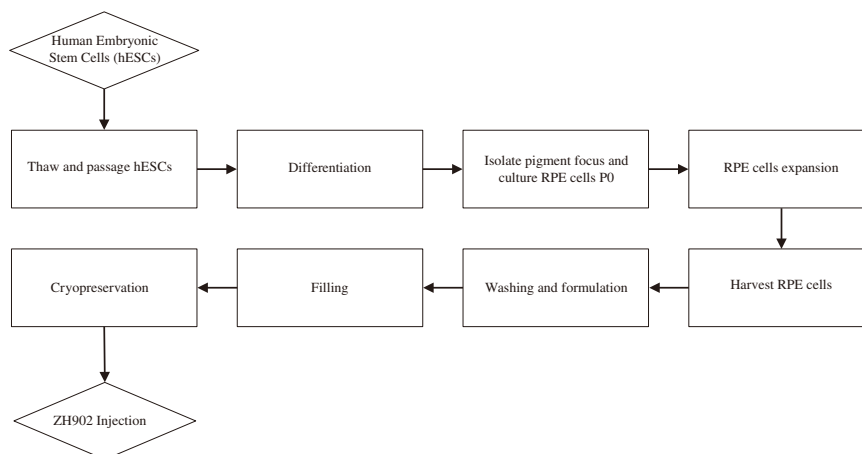 Human Embryonic
Stem Cells (hESCs)
Thaw and passage hESCs
Differentiation
Isolate pigment focus and
culture RPE cells P0
RPE cells expansion
Harvest RPE cells
Washing and formulation
Filling
Cryopreservation
ZH902 Injection